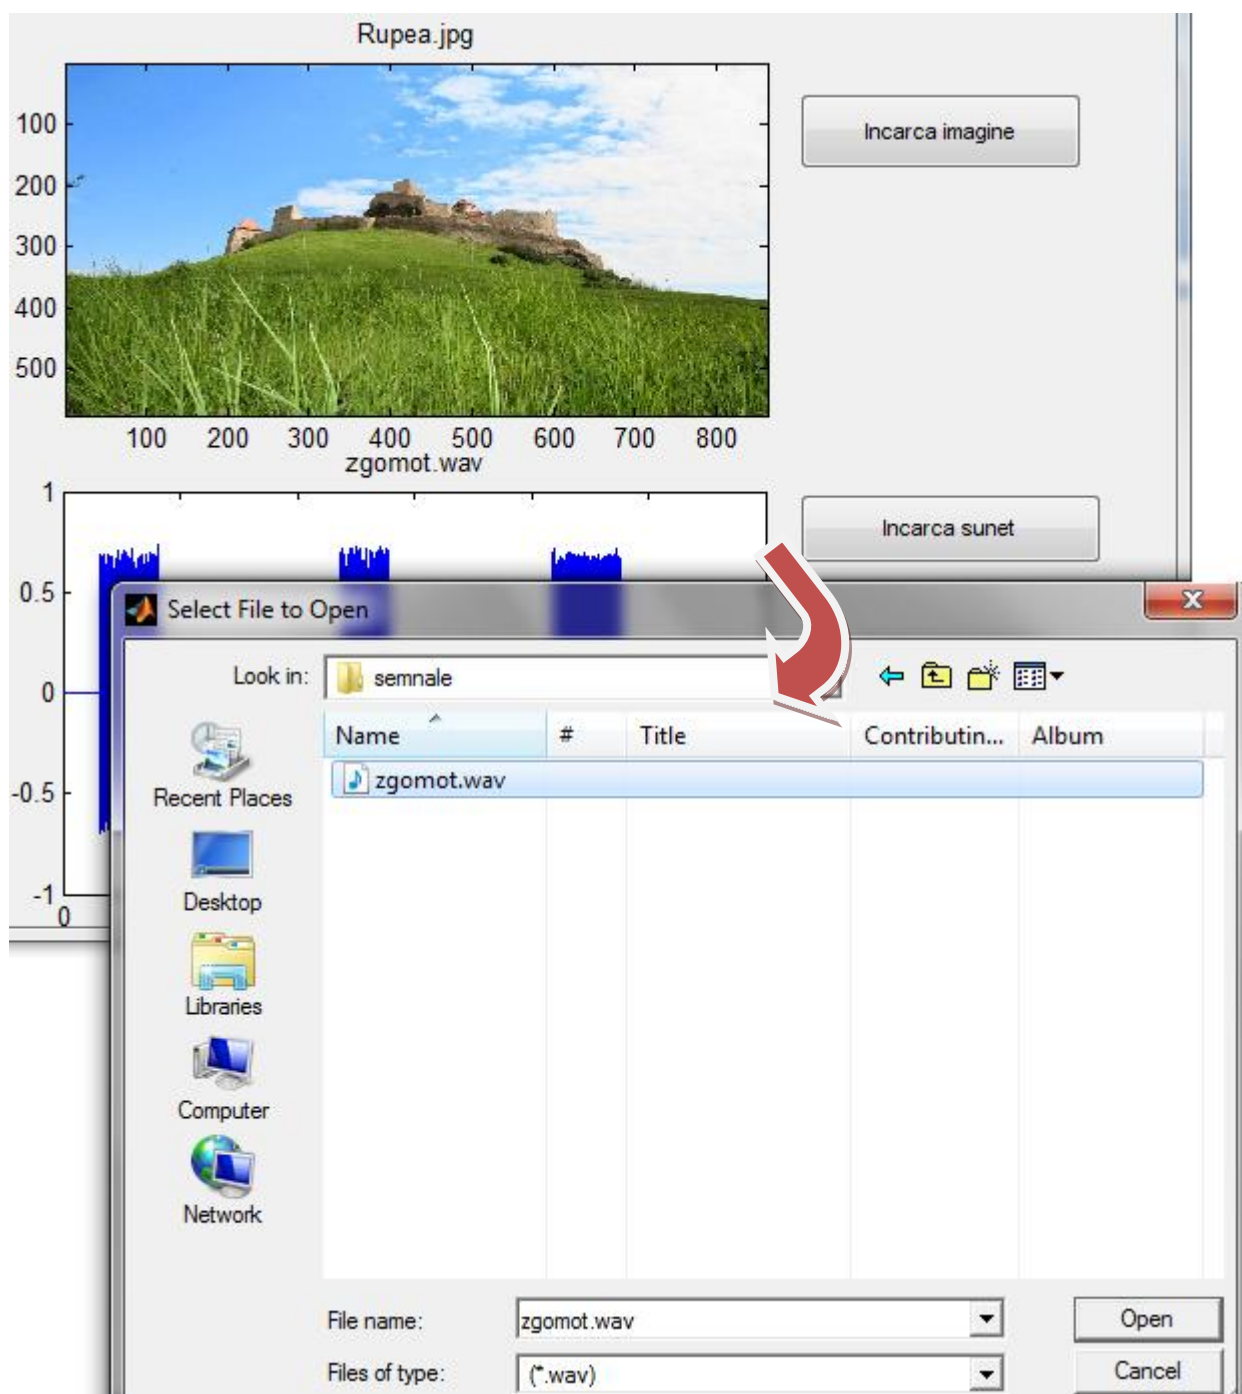 Rupea.jpg
100
200
300
400
500
100 200 300 400 500 600 700 800
Incarca imagine
zgomot.wav
1
0.5
0
-0.5
-1
0
Incarca sunet
Select File to Open
Look in: semnale
Name # Title Contributin... Album
zgomot.wav
Recent Places
Desktop
Libraries
Computer
Network
File name: zgomot.wav Open
Files of type: (*.wav) Cancel